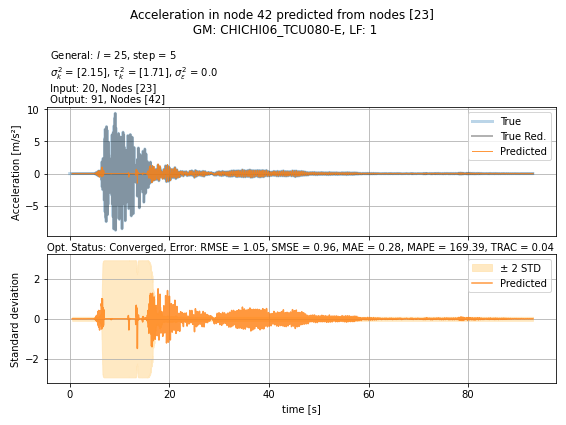 Acceleration in node 42 predicted from nodes [23]
GM: CHICHI06_TCU080-E, LF: 1
General: l = 25, step = 5
σ²ₖ = [2.15], τ²ₖ = [1.71], σ²ε = 0.0
Input: 20, Nodes [23]
Output: 91, Nodes [42]
Acceleration [m/s²]
10
5
0
−5
True
True Red.
Predicted
Opt. Status: Converged, Error: RMSE = 1.05, SMSE = 0.96, MAE = 0.28, MAPE = 169.39, TRAC = 0.04
Standard deviation
2
0
−2
± 2 STD
Predicted
0 20 40 60 80
time [s]